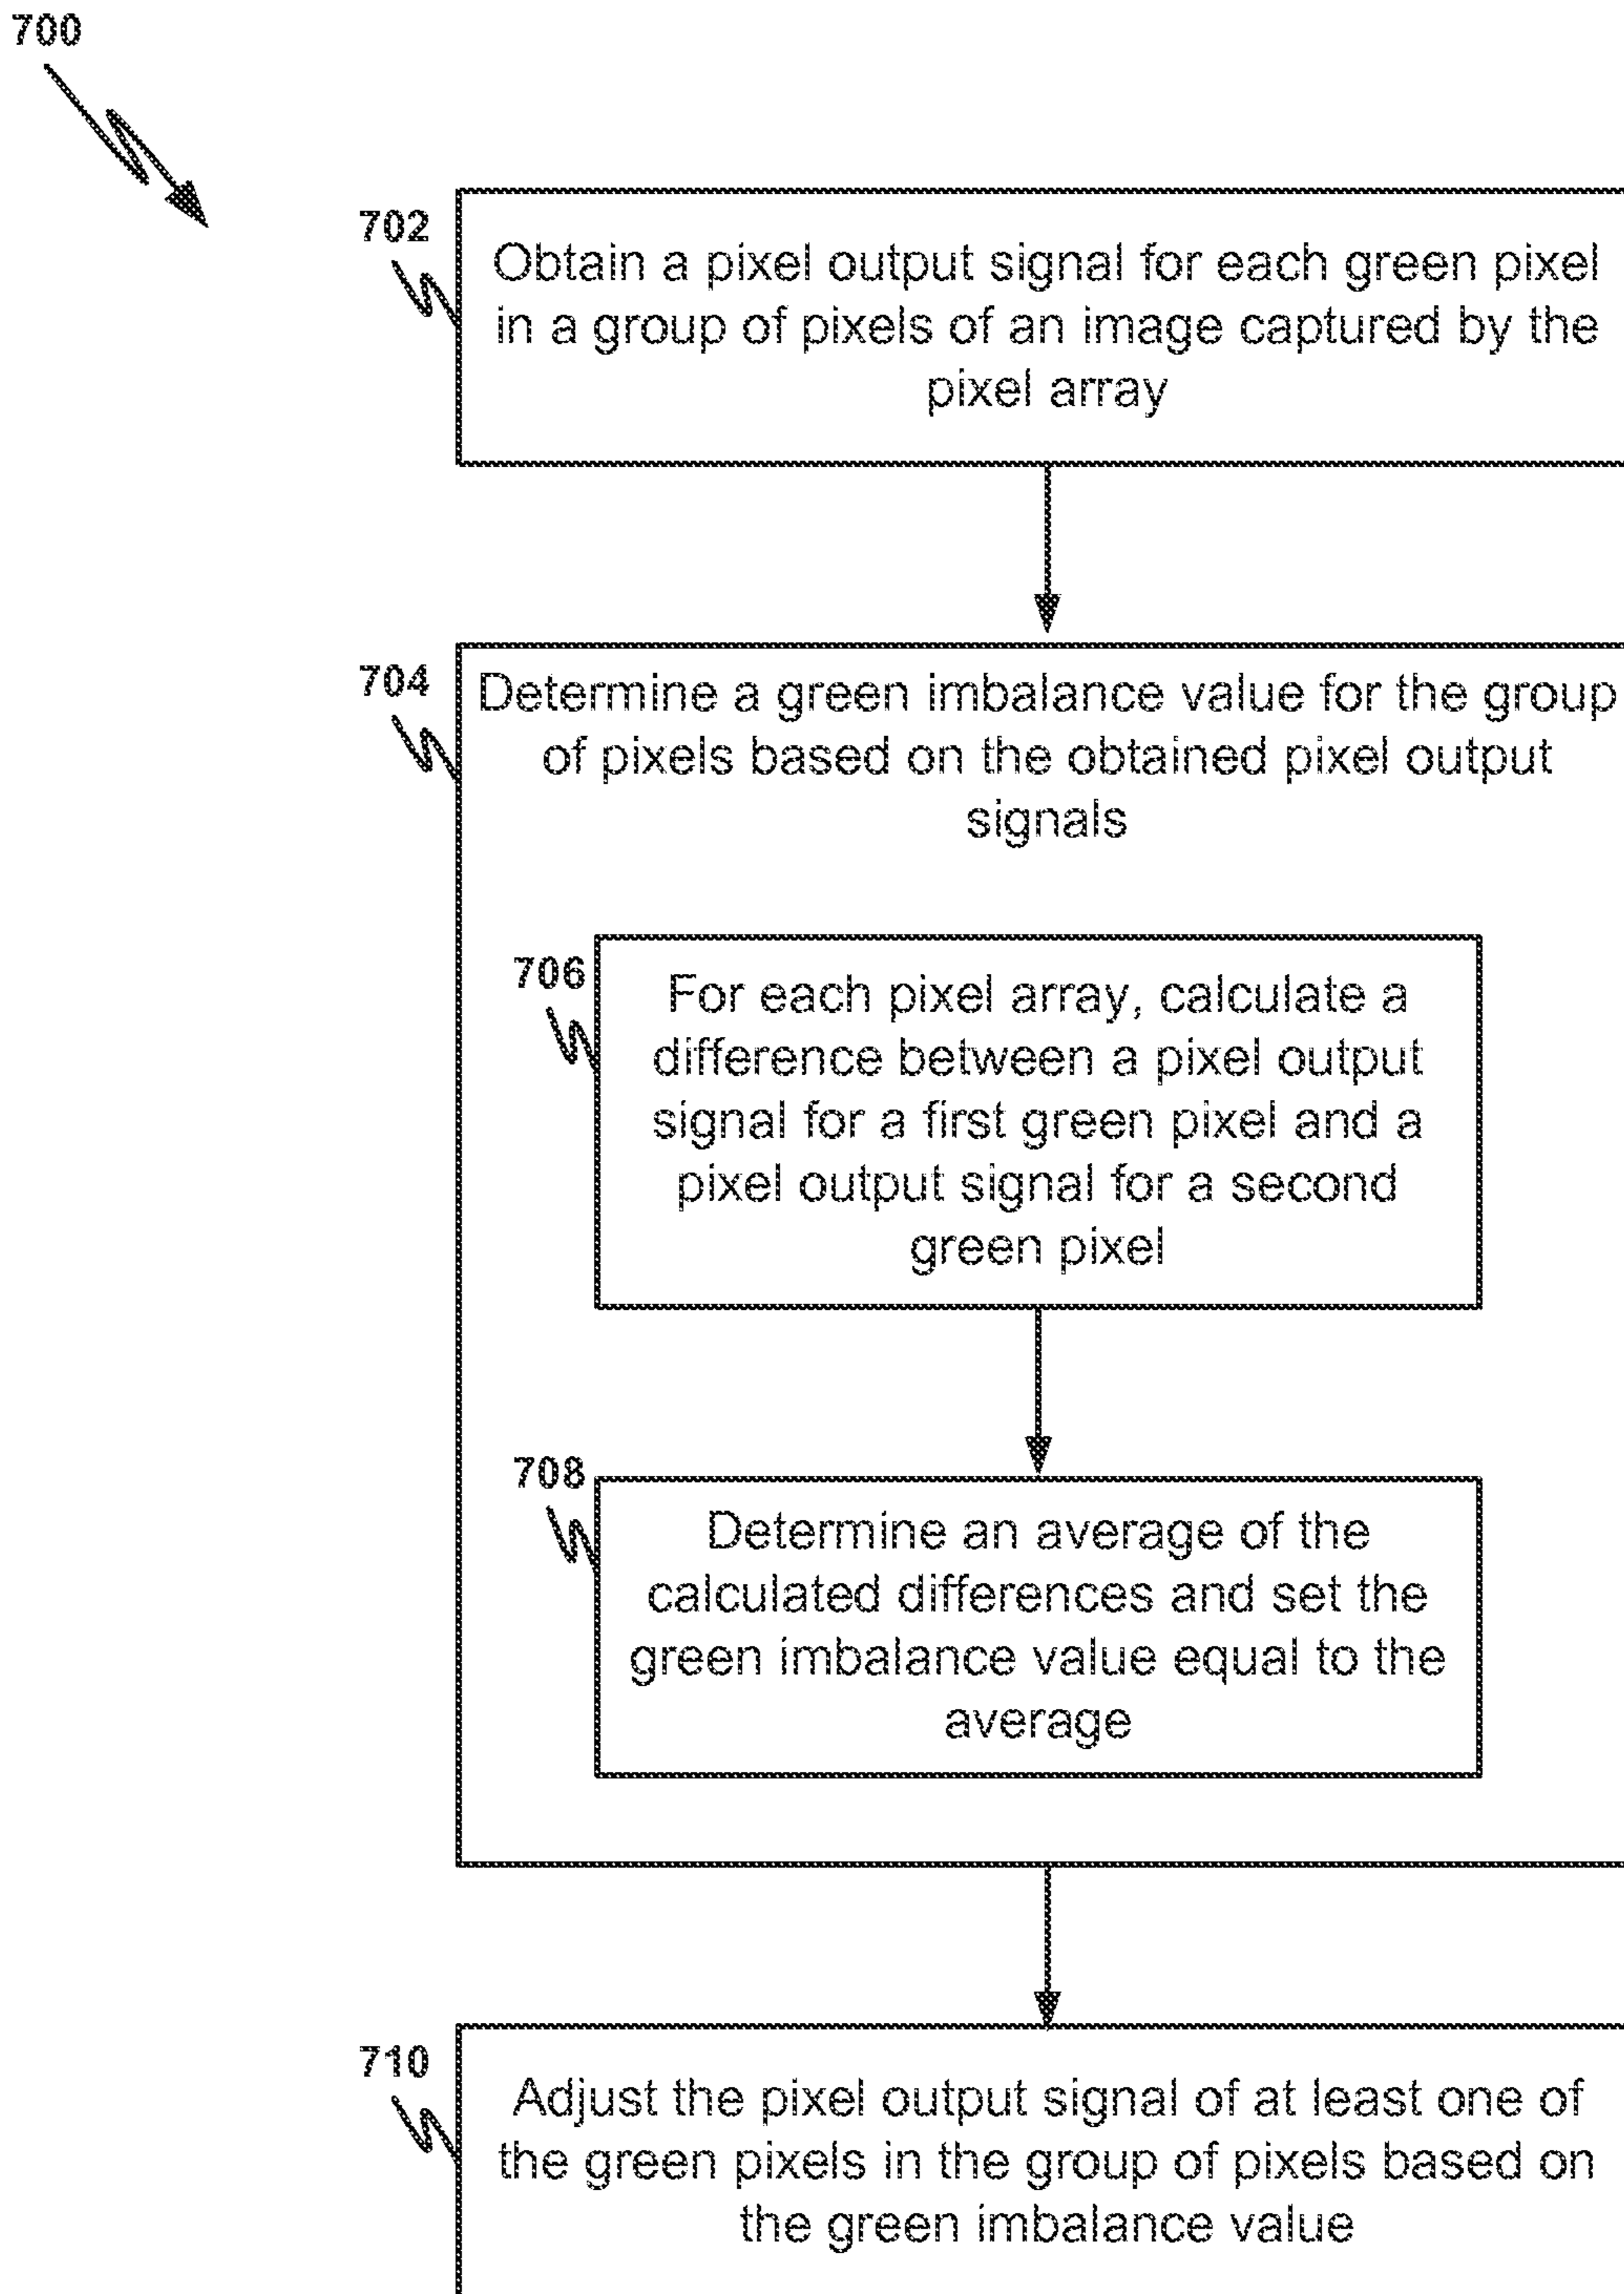 700
702
Obtain a pixel output signal for each green pixel
in a group of pixels of an image captured by the
pixel array
704
Determine a green imbalance value for the group
of pixels based on the obtained pixel output
signals
706
For each pixel array, calculate a
difference between a pixel output
signal for a first green pixel and a
pixel output signal for a second
green pixel
708
Determine an average of the
calculated differences and set the
green imbalance value equal to the
average
710
Adjust the pixel output signal of at least one of
the green pixels in the group of pixels based on
the green imbalance value